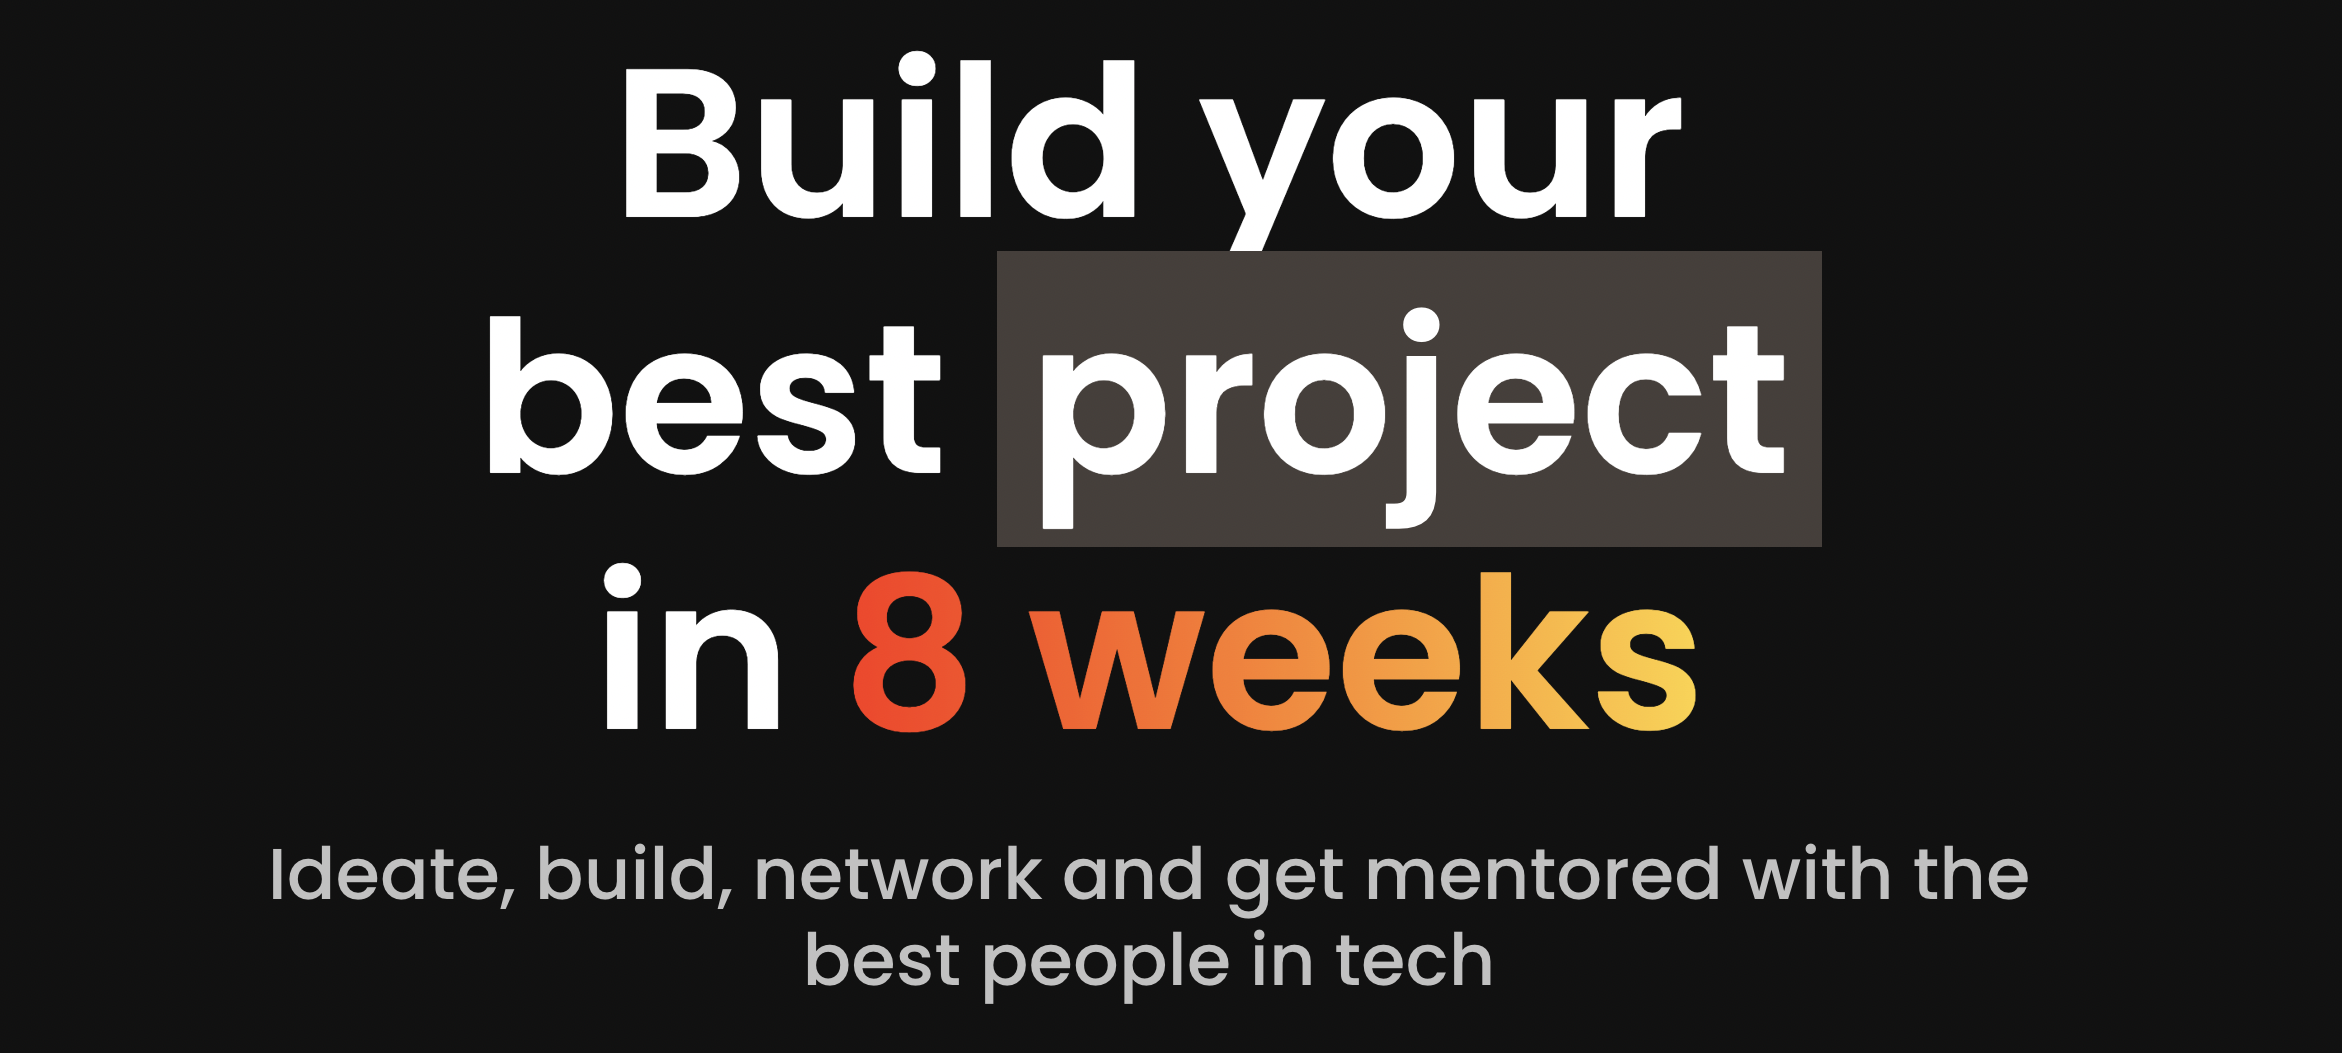 Build your
best project
in 8 weeks
Ideate, build, network and get mentored with the
best people in tech